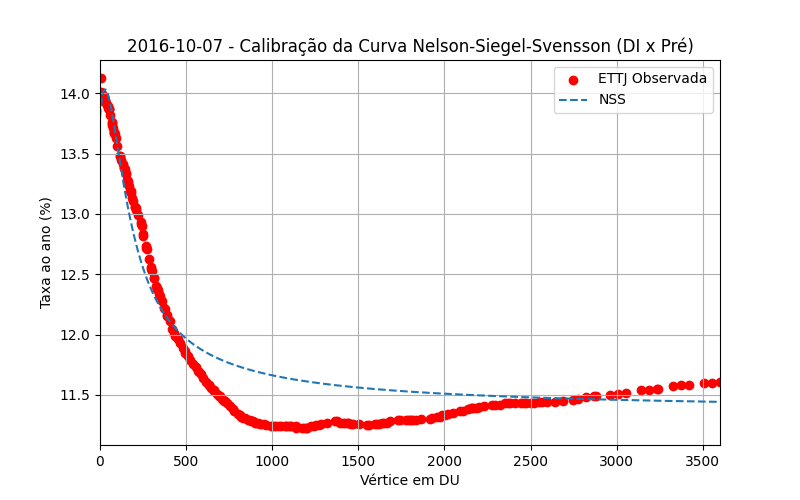 2016-10-07 - Calibração da Curva Nelson-Siegel-Svensson (DI x Pré)
ETTJ Observada
NSS
Taxa ao ano (%)
14.0
13.5
13.0
12.5
12.0
11.5
0 500 1000 1500 2000 2500 3000 3500
Vértice em DU